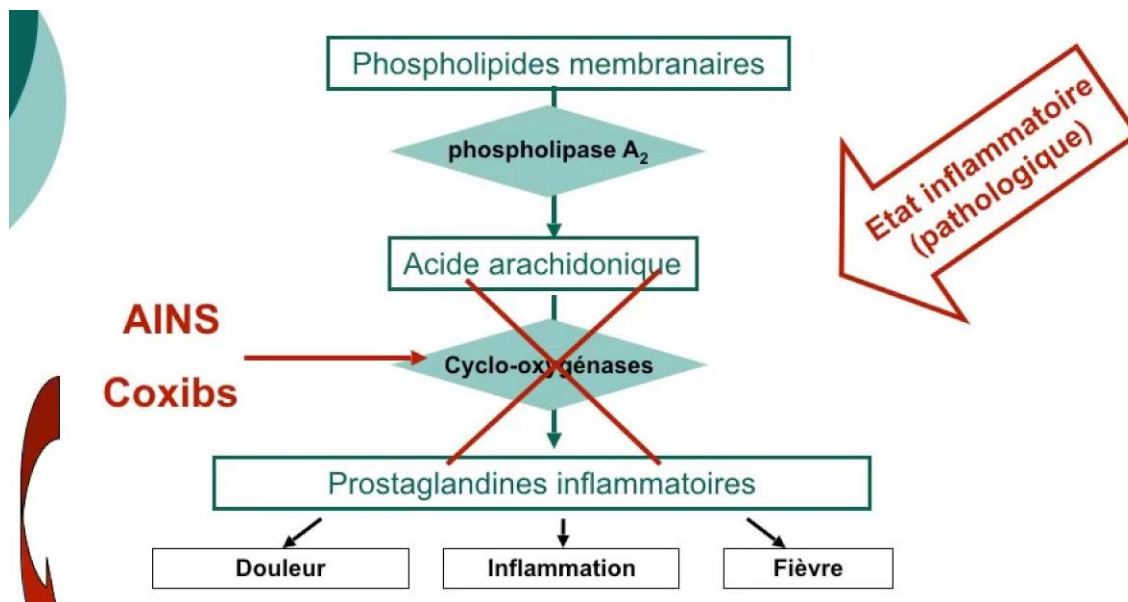 Phospholipides membranaires
phospholipase A₂
Etat inflammatoire
(pathologique)
Acide arachidonique
AINS
Cyclo-oxygénases
Coxibs
Prostaglandines inflammatoires
Douleur
Inflammation
Fièvre